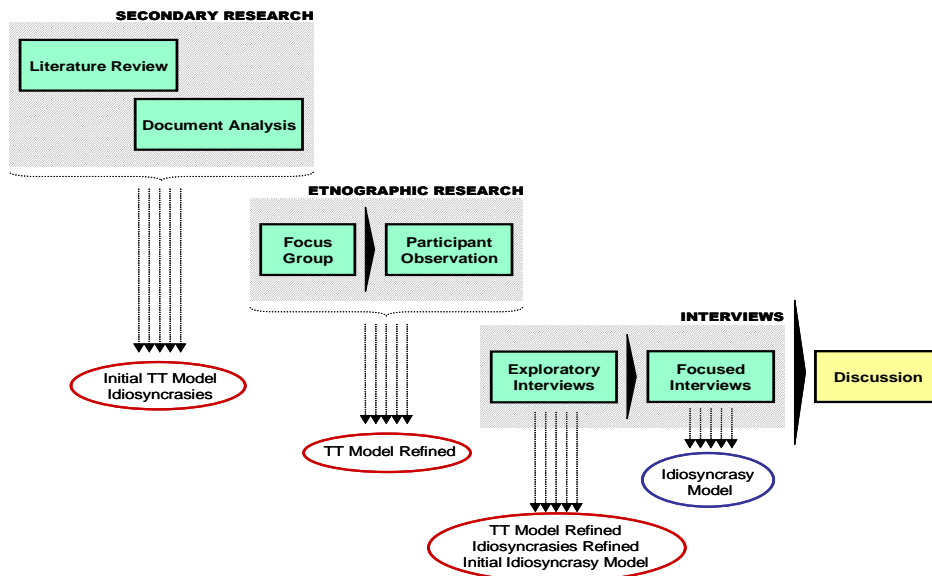 SECONDARY RESEARCH
Literature Review
Document Analysis
ETNOGRAPHIC RESEARCH
Focus
Group
Participant
Observation
INTERVIEWS
Exploratory
Interviews
Focused
Interviews
Discussion
Initial TT Model
Idiosyncrasies
TT Model Refined
Idiosyncrasy
Model
TT Model Refined
Idiosyncrasies Refined
Initial Idiosyncrasy Model